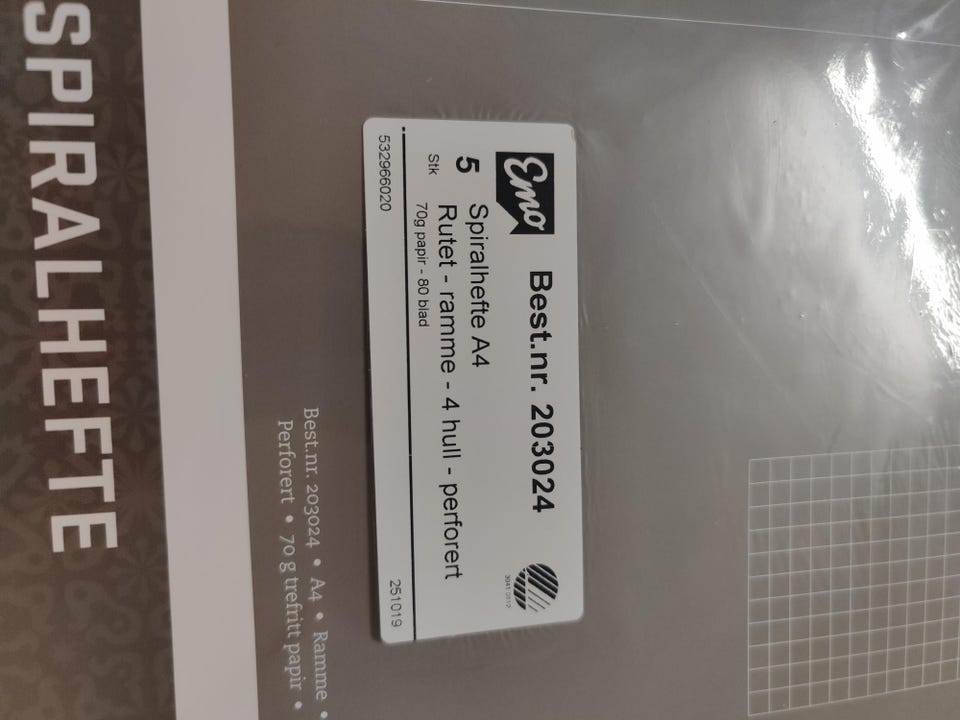 SPIRALHEFTE
Emo
Best.nr. 203024
5 Spiralhefte A4
Stk Rutet - ramme - 4 hull - perforert
70g papir - 80 blad
532966020
251019
Best.nr. 203024 • A4 • Ramme •
Perforert • 70 g trefritt papir •